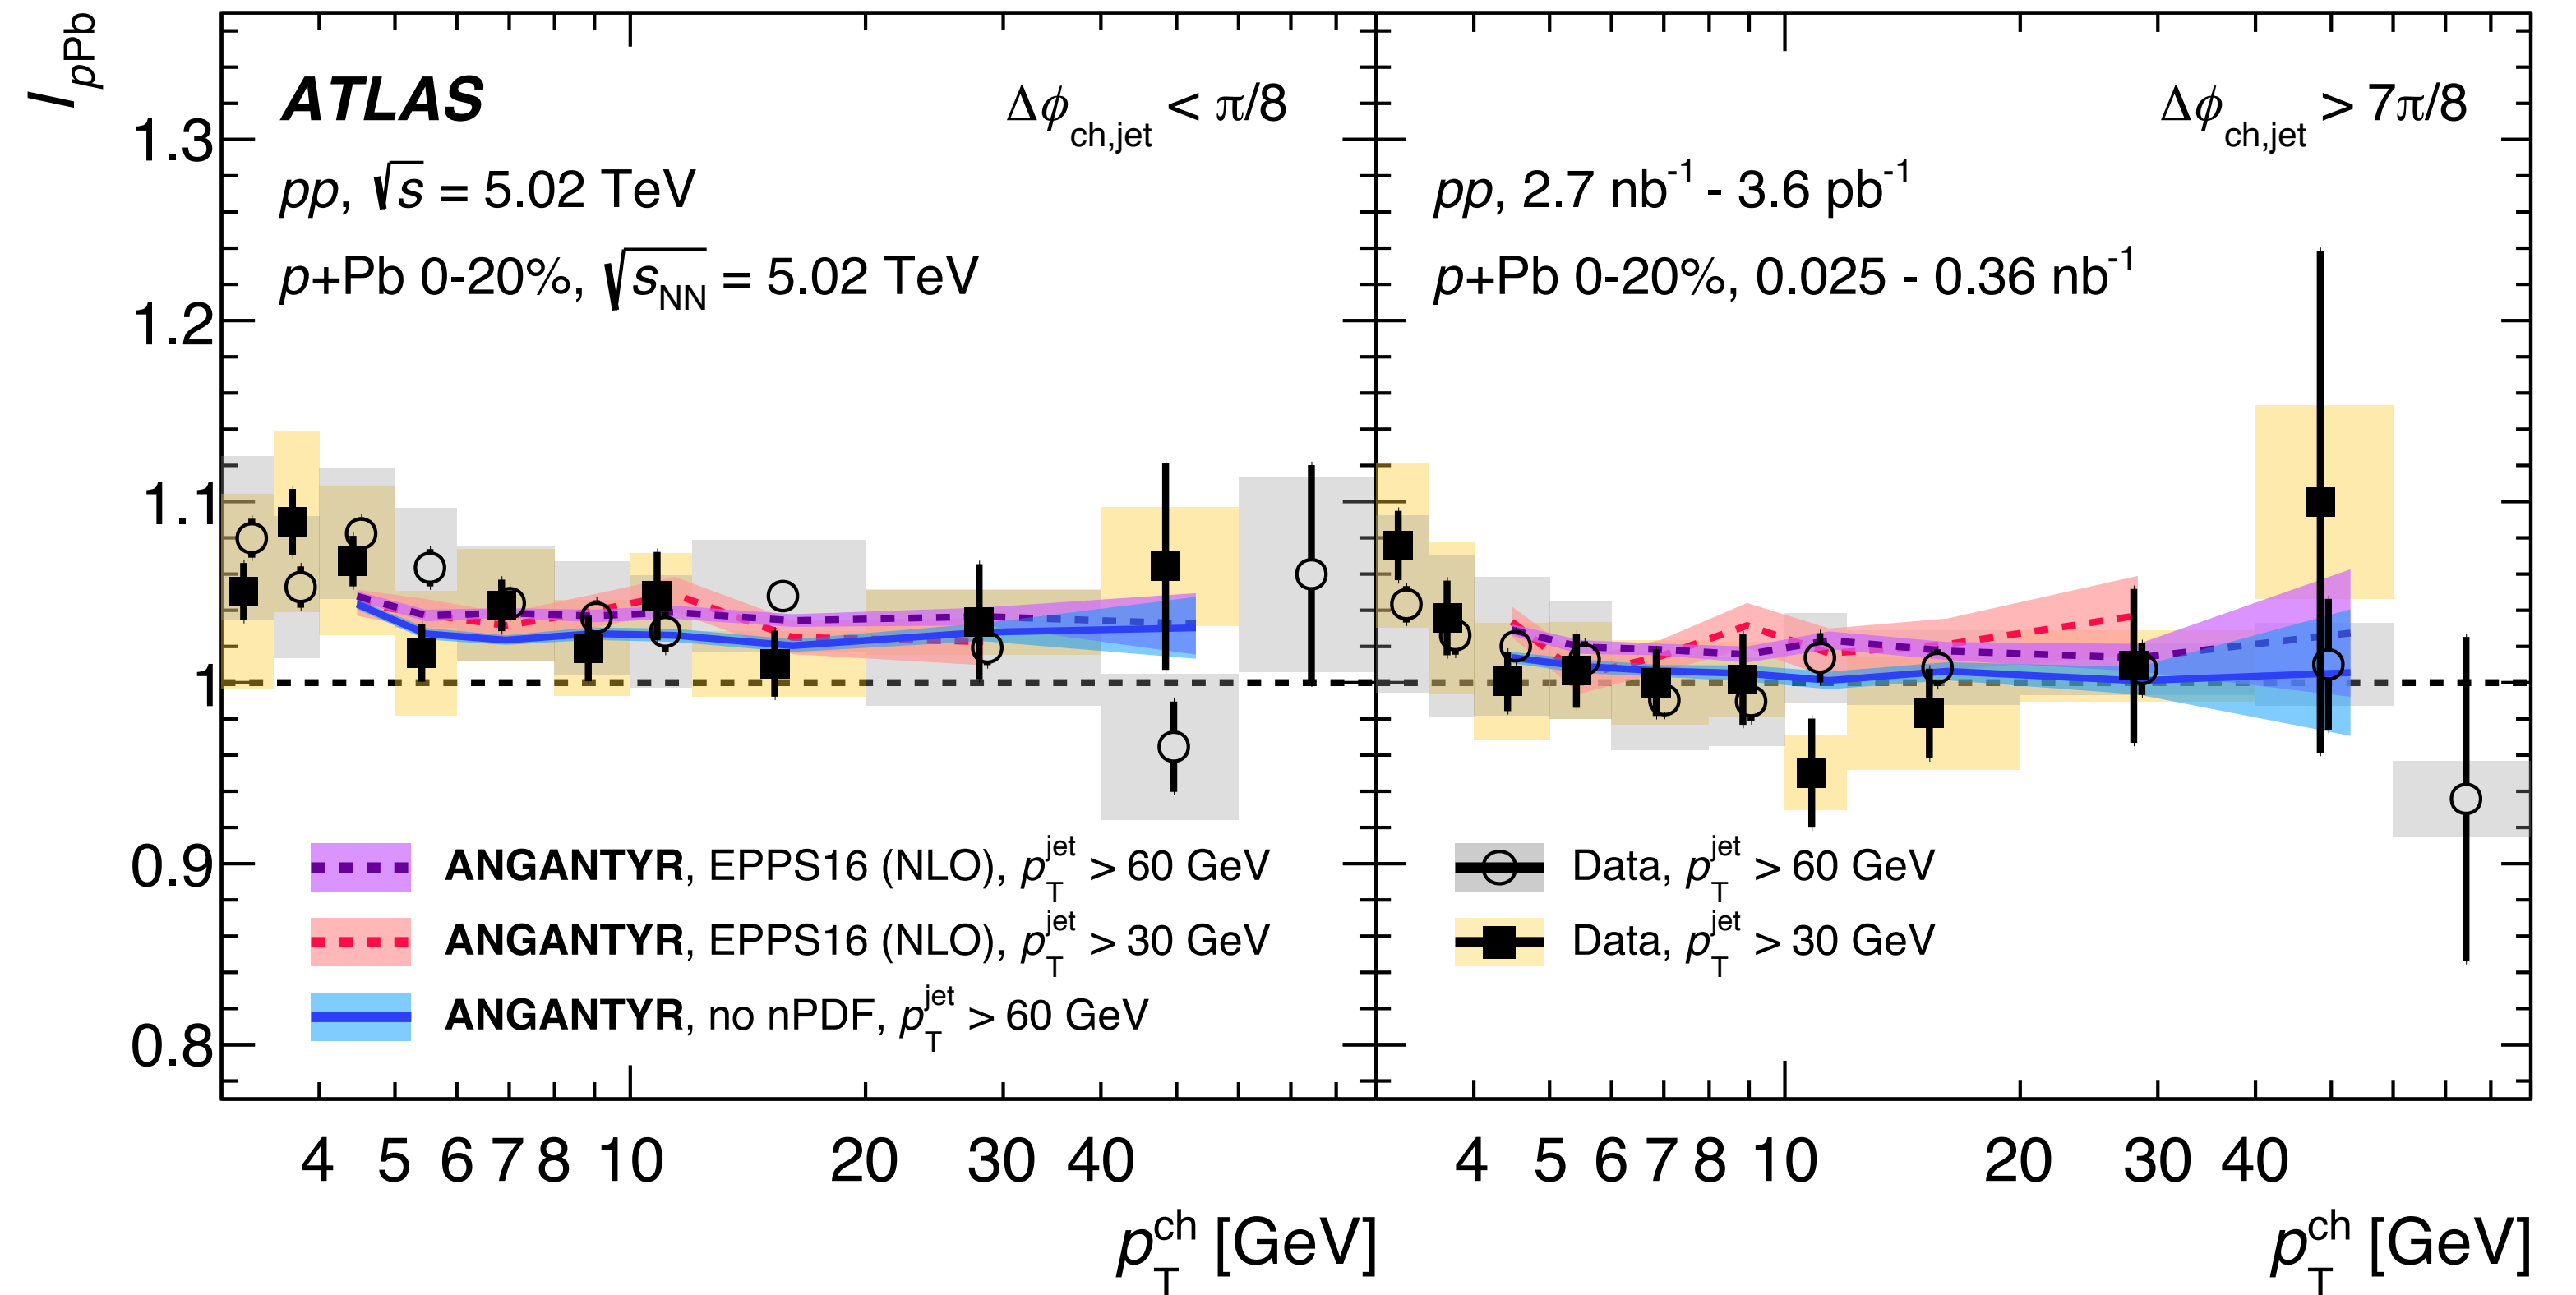 I_pPb
ATLAS
Δϕ_ch,jet < π/8
pp, √s = 5.02 TeV
p+Pb 0-20%, √s_NN = 5.02 TeV
1.3
1.2
1.1
1
0.9
0.8
ANGANTYR, EPPS16 (NLO), p_T^jet > 60 GeV
ANGANTYR, EPPS16 (NLO), p_T^jet > 30 GeV
ANGANTYR, no nPDF, p_T^jet > 60 GeV
4 5 6 7 8 10 20 30 40
p_T^ch [GeV]
Δϕ_ch,jet > 7π/8
pp, 2.7 nb^-1 - 3.6 pb^-1
p+Pb 0-20%, 0.025 - 0.36 nb^-1
Data, p_T^jet > 60 GeV
Data, p_T^jet > 30 GeV
4 5 6 7 8 10 20 30 40
p_T^ch [GeV]